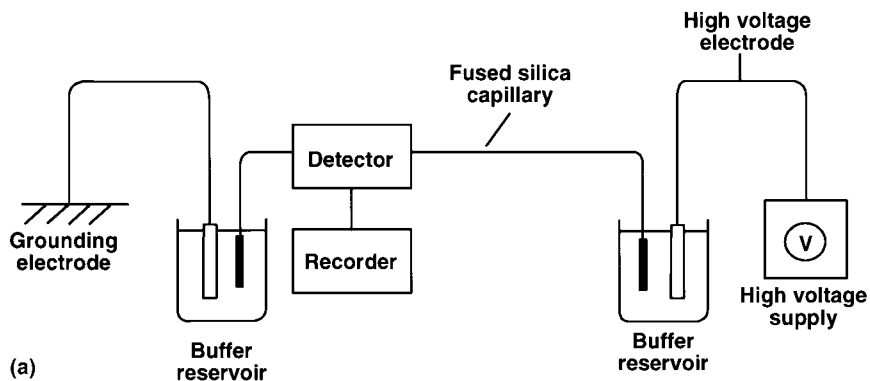 High voltage
electrode
Fused silica
capillary
Detector
Grounding
electrode
Recorder
V
High voltage
supply
Buffer
reservoir
Buffer
reservoir
(a)